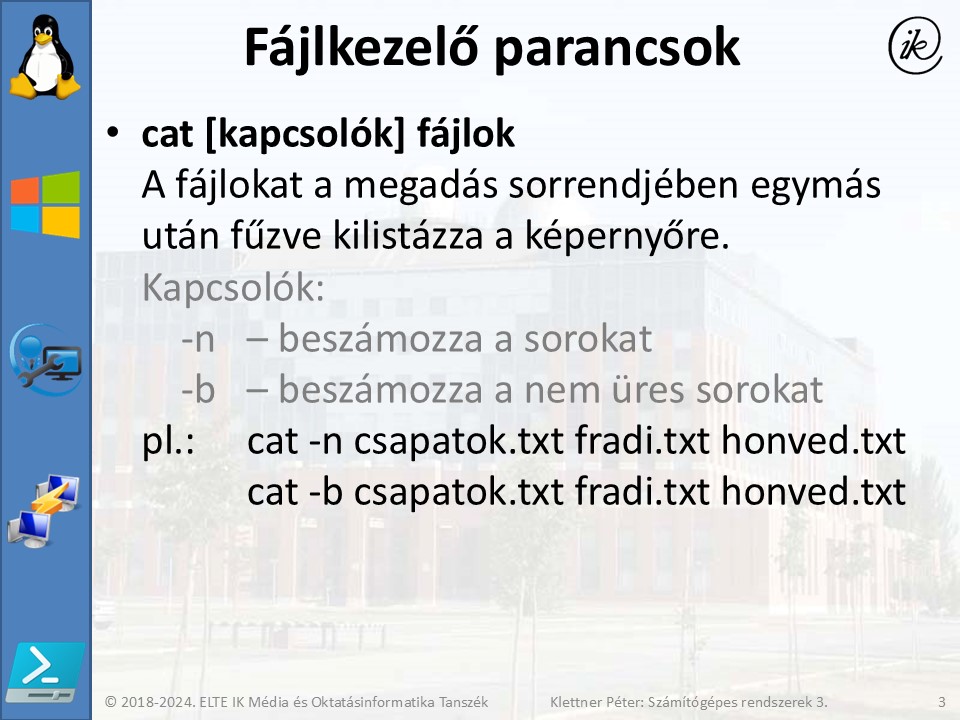 Fájlkezelő parancsok
ik
• cat [kapcsolók] fájlok
A fájlokat a megadás sorrendjében egymás
után fűzve kilistázza a képernyőre.
Kapcsolók:
-n – beszámozza a sorokat
-b – beszámozza a nem üres sorokat
pl.: cat -n csapatok.txt fradi.txt honved.txt
cat -b csapatok.txt fradi.txt honved.txt
© 2018-2024. ELTE IK Média és Oktatásinformatika Tanszék Klettner Péter: Számítógépes rendszerek 3. 3